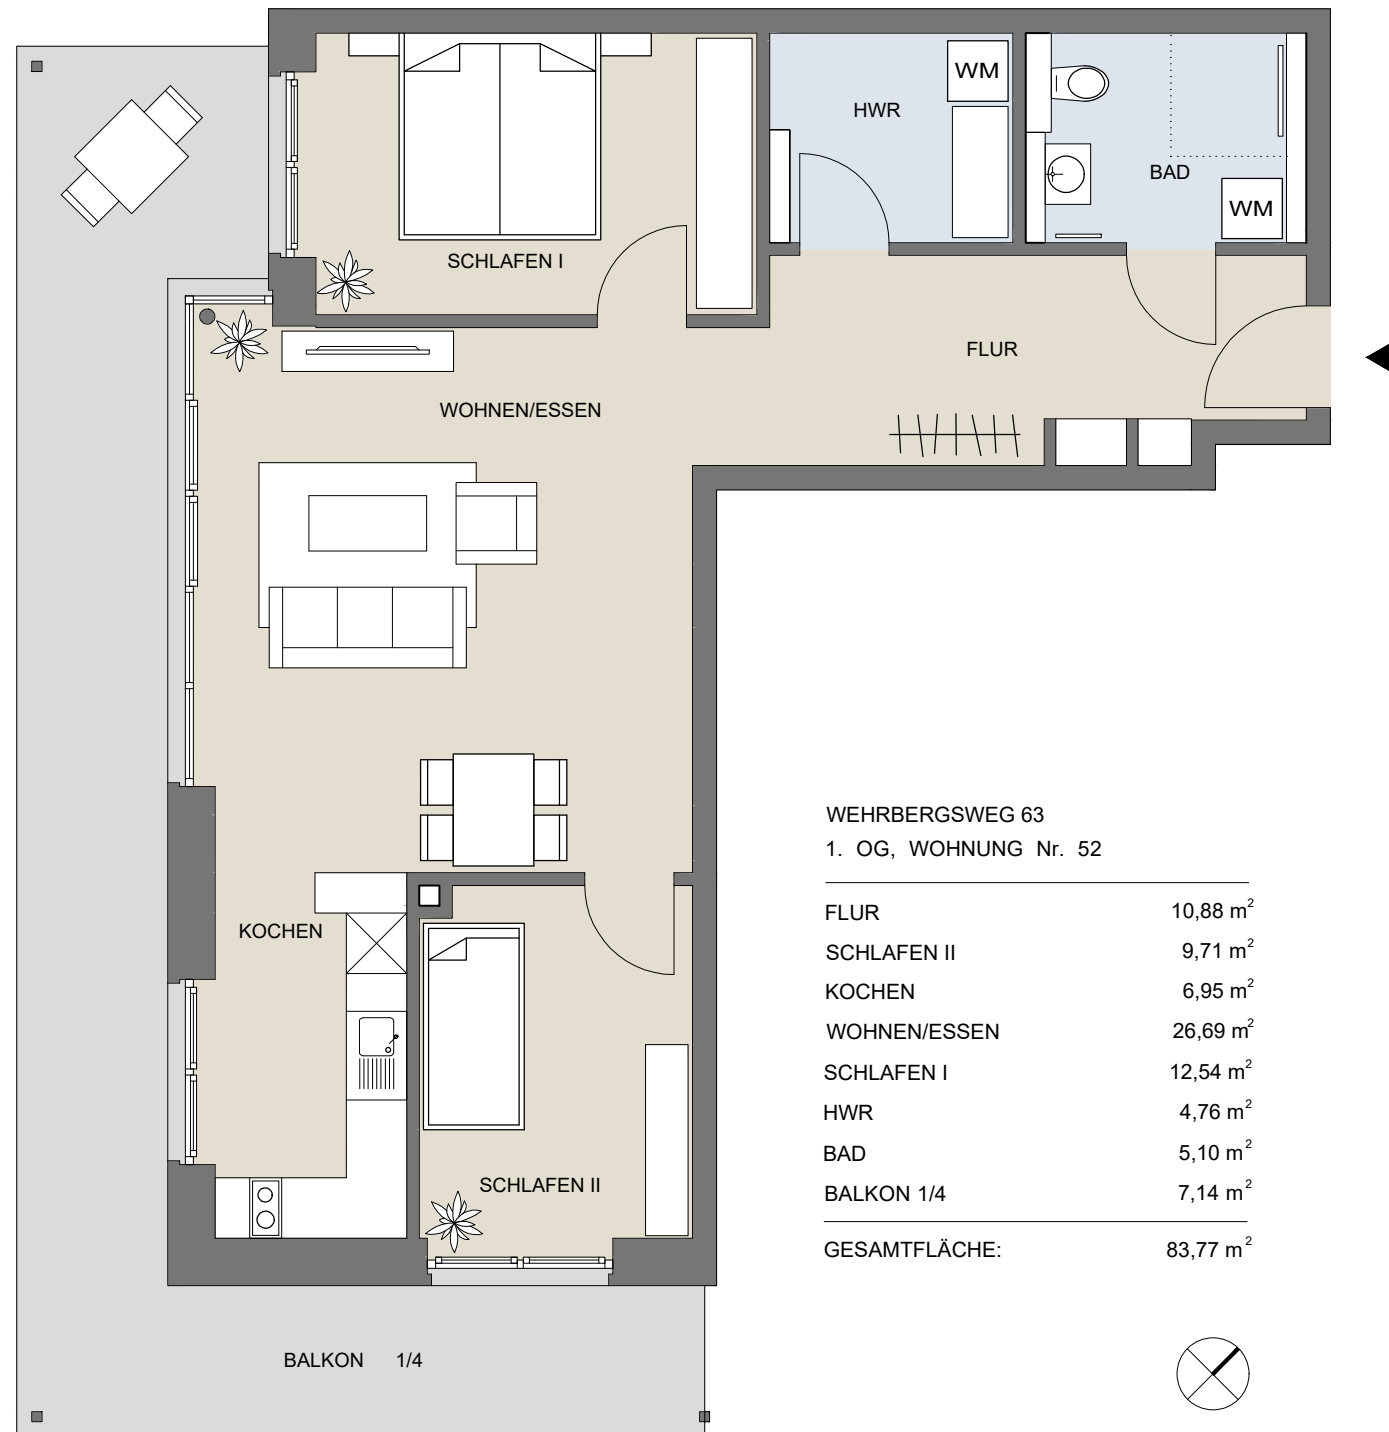 WM
HWR
BAD
WM
SCHLAFEN I
FLUR
WOHNEN/ESSEN
KOCHEN
SCHLAFEN II
BALKON 1/4
WEHRBERGSWEG 63
1. OG, WOHNUNG Nr. 52
FLUR 10,88 m²
SCHLAFEN II 9,71 m²
KOCHEN 6,95 m²
WOHNEN/ESSEN 26,69 m²
SCHLAFEN I 12,54 m²
HWR 4,76 m²
BAD 5,10 m²
BALKON 1/4 7,14 m²
GESAMTFLÄCHE: 83,77 m²